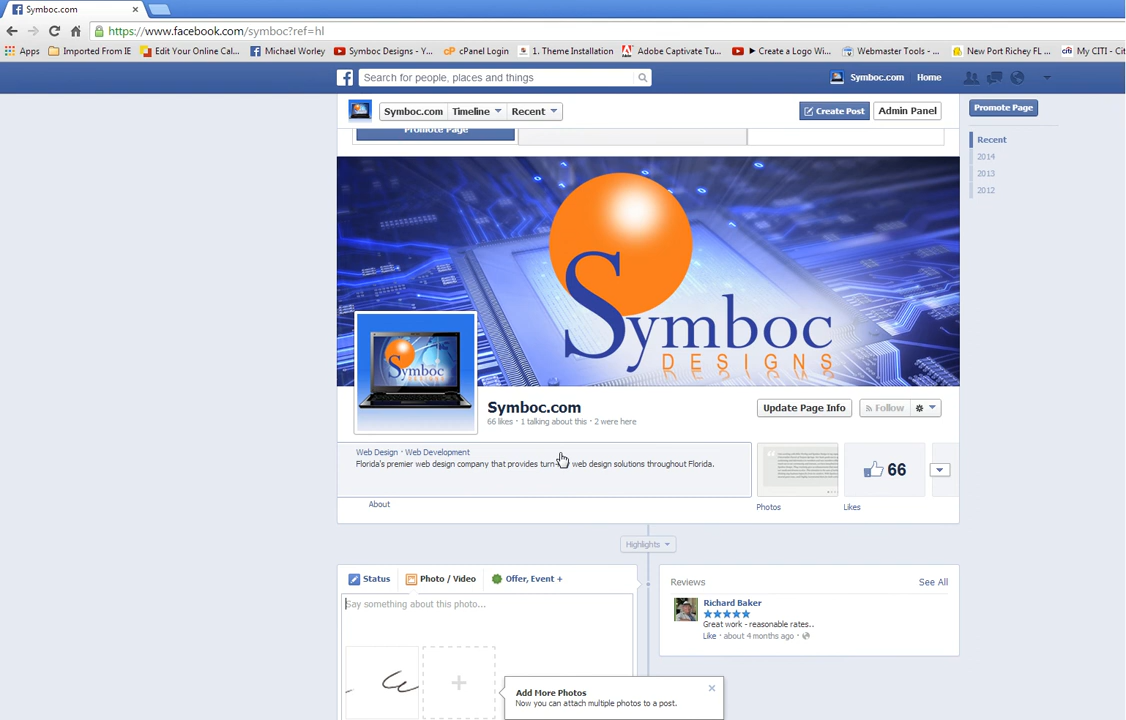 Symboc.com
https://www.facebook.com/symboc?ref=hl
Apps Imported From IE Edit Your Online Cal... Michael Worley Symboc Designs - Y... cPanel Login 1. Theme Installation Adobe Captivate Tu... ► Create a Logo Wi... Webmaster Tools - ... New Port Richey FL ... My CITI - Cit
Search for people, places and things Symboc.com Home
Symboc.com Timeline Recent Create Post Admin Panel Promote Page
Promote Page
Recent
2014
2013
2012
Symboc
DESIGNS
Symboc
DESIGNS
Symboc.com
66 likes · 1 talking about this · 2 were here
Update Page Info Follow
Web Design · Web Development
Florida's premier web design company that provides turn- web design solutions throughout Florida.
66
About Photos Likes
Highlights
Status Photo / Video Offer, Event +
Say something about this photo...
Reviews See All
Richard Baker
Great work - reasonable rates..
Like · about 4 months ago ·
Add More Photos
Now you can attach multiple photos to a post.